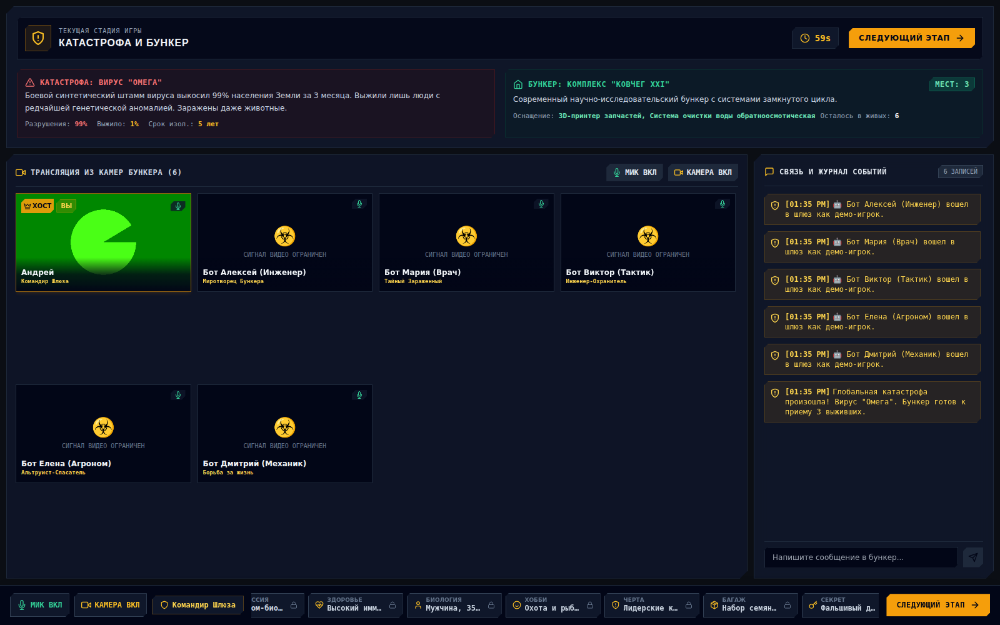 ТЕКУЩАЯ СТАДИЯ ИГРЫ
КАТАСТРОФА И БУНКЕР
59s
СЛЕДУЮЩИЙ ЭТАП
КАТАСТРОФА: ВИРУС "ОМЕГА"
Боевой синтетический штамм вируса выкосил 99% населения Земли за 3 месяца. Выжили лишь люди с
редчайшей генетической аномалией. Заражены даже животные.
Разрушения: 99% Выжило: 1% Срок изол.: 5 лет
БУНКЕР: КОМПЛЕКС "КОВЧЕГ XXI"
МЕСТ: 3
Современный научно-исследовательский бункер с системами замкнутого цикла.
Оснащение: 3D-принтер запчастей, Система очистки воды обратноосмотическая Осталось в живых: 6
ТРАНСЛЯЦИЯ ИЗ КАМЕР БУНКЕРА (6)
МИК ВКЛ
КАМЕРА ВКЛ
ХОСТ
ВЫ
Андрей
Командир Шлюза
СИГНАЛ ВИДЕО ОГРАНИЧЕН
Бот Алексей (Инженер)
Миротворец Бункера
СИГНАЛ ВИДЕО ОГРАНИЧЕН
Бот Мария (Врач)
Тайный Зараженный
СИГНАЛ ВИДЕО ОГРАНИЧЕН
Бот Виктор (Тактик)
Инженер-Охранитель
СИГНАЛ ВИДЕО ОГРАНИЧЕН
Бот Елена (Агроном)
Альтруист-Спасатель
СИГНАЛ ВИДЕО ОГРАНИЧЕН
Бот Дмитрий (Механик)
Борьба за жизнь
СВЯЗЬ И ЖУРНАЛ СОБЫТИЙ
6 ЗАПИСЕЙ
[01:35 PM] 🤖 Бот Алексей (Инженер) вошел
в шлюз как демо-игрок.
[01:35 PM] 🤖 Бот Мария (Врач) вошел в
шлюз как демо-игрок.
[01:35 PM] 🤖 Бот Виктор (Тактик) вошел в
шлюз как демо-игрок.
[01:35 PM] 🤖 Бот Елена (Агроном) вошел в
шлюз как демо-игрок.
[01:35 PM] 🤖 Бот Дмитрий (Механик) вошел
в шлюз как демо-игрок.
[01:35 PM] Глобальная катастрофа
произошла! Вирус "Омега". Бункер готов к
приему 3 выживших.
Напишите сообщение в бункер...
МИК ВКЛ
КАМЕРА ВКЛ
Командир Шлюза
ССИЯ
ом-био…
ЗДОРОВЬЕ
Высокий имм…
БИОЛОГИЯ
Мужчина, 35…
ХОББИ
Охота и рыб…
ЧЕРТА
Лидерские к…
БАГАЖ
Набор семян…
СЕКРЕТ
Фальшивый д…
СЛЕДУЮЩИЙ ЭТАП